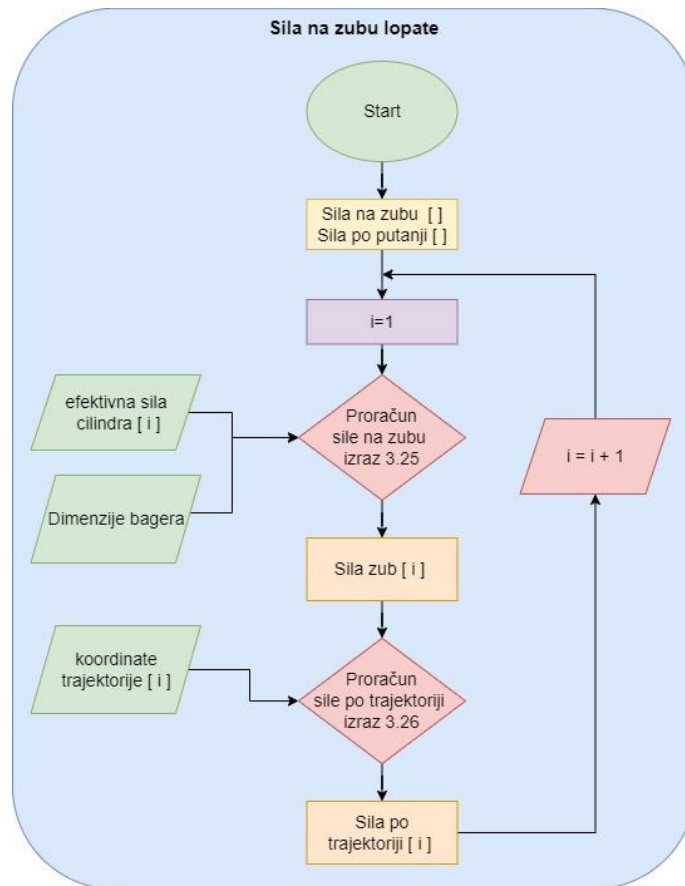 Sila na zubu lopate
Start
Sila na zubu [ ]
Sila po putanji [ ]
i=1
efektivna sila
cilindra [ i ]
Proračun
sile na zubu
izraz 3.25
i = i + 1
Dimenzije bagera
Sila zub [ i ]
koordinate
trajektorije [ i ]
Proračun
sile po trajektoriji
izraz 3.26
Sila po
trajektoriji [ i ]